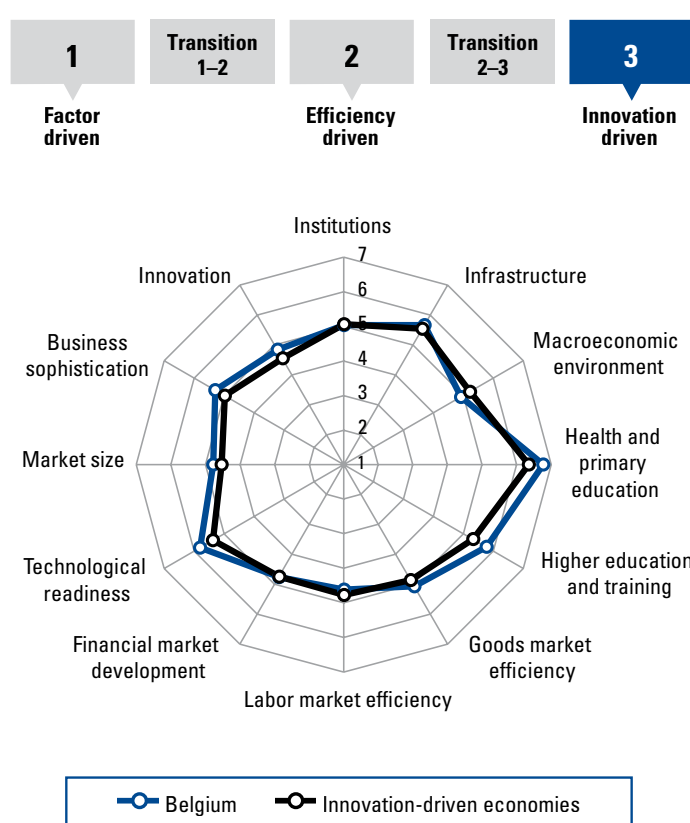 1
Transition
1–2
2
Transition
2–3
3
Factor
driven
Efficiency
driven
Innovation
driven
Institutions
Innovation
Infrastructure
Business
sophistication
Macroeconomic
environment
Market size
Health and
primary
education
Technological
readiness
Higher education
and training
Financial market
development
Goods market
efficiency
Labor market efficiency
7
6
5
4
3
2
1
Belgium
Innovation-driven economies